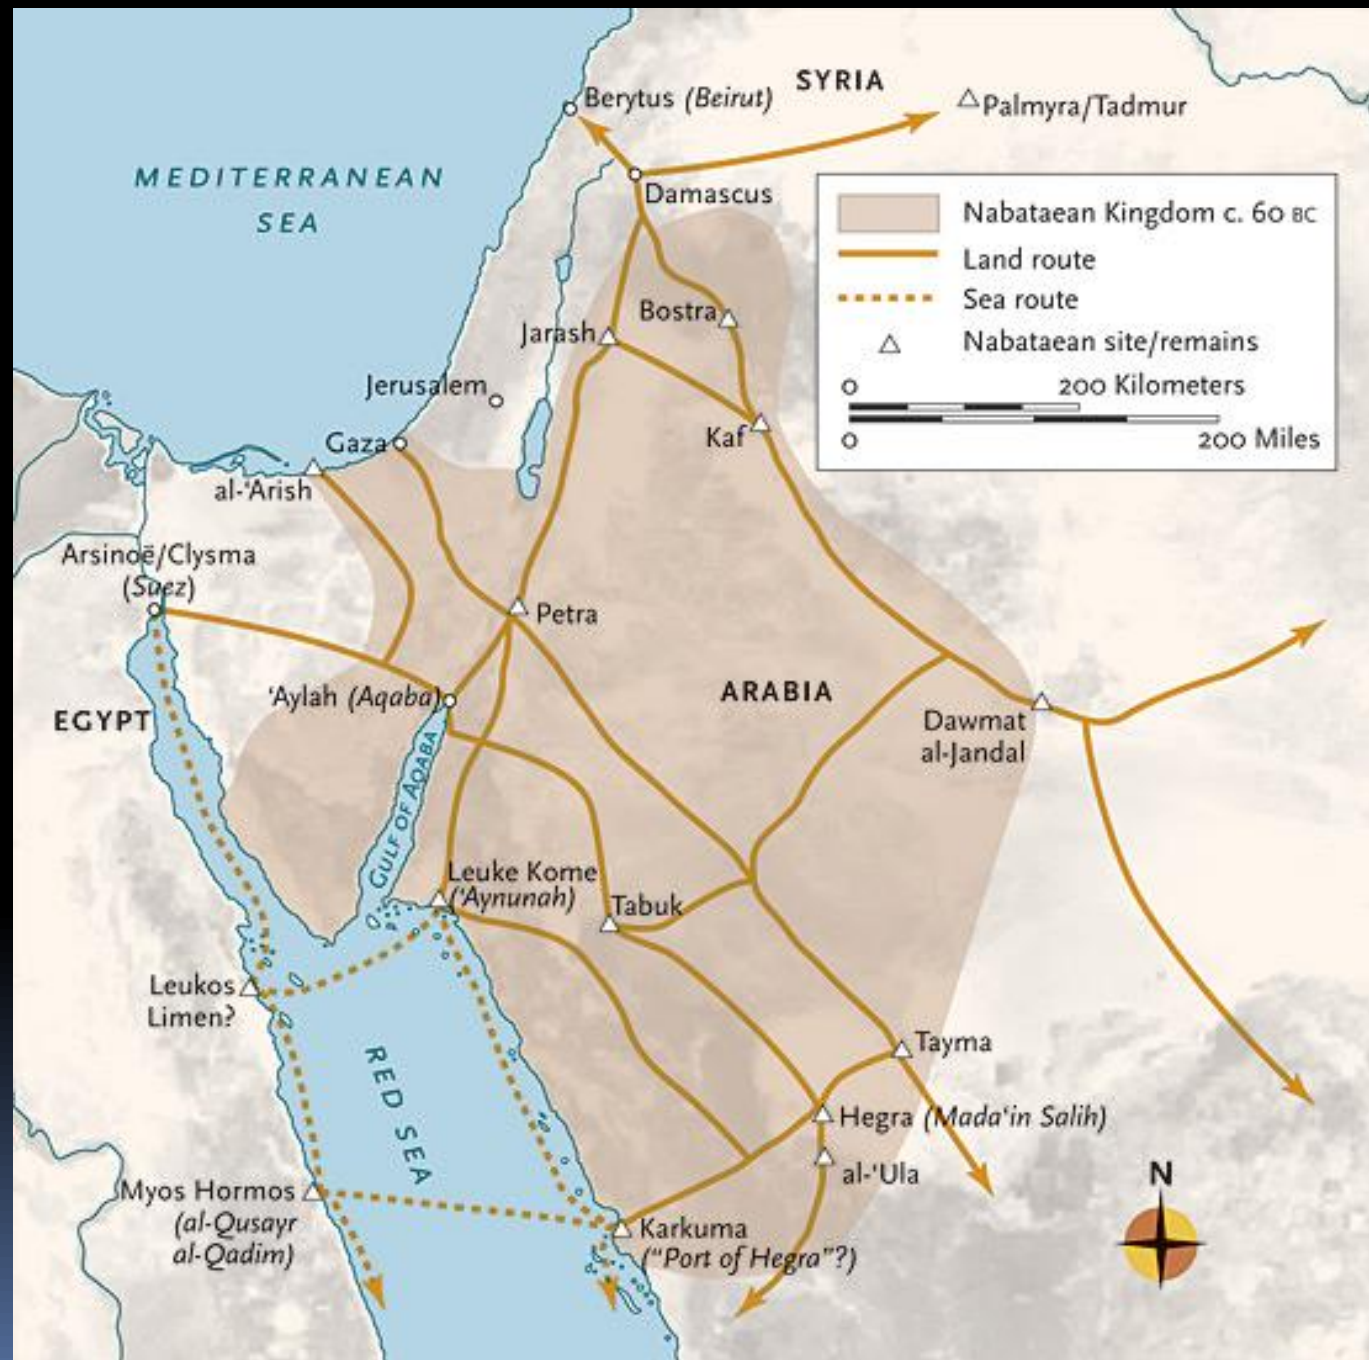 Berytus (Beirut)
SYRIA
Palmyra/Tadmur
MEDITERRANEAN
SEA
Damascus
Nabataean Kingdom c. 60 BC
Land route
Sea route
Nabataean site/remains
0 200 Kilometers
0 200 Miles
Bostra
Jarash
Jerusalem
Kaf
Gaza
al-‘Arish
Arsinoë/Clysma
(Suez)
Petra
‘Aylah (Aqaba)
ARABIA
EGYPT
Dawmat
al-Jandal
GULF OF AQABA
Leuke Kome
(‘Aynunah)
Tabuk
Leukos
Limen?
RED SEA
Tayma
Hegra (Mada‘in Salih)
al-‘Ula
N
Myos Hormos
(al-Qusayr
al-Qadim)
Karkuma
(“Port of Hegra”?)